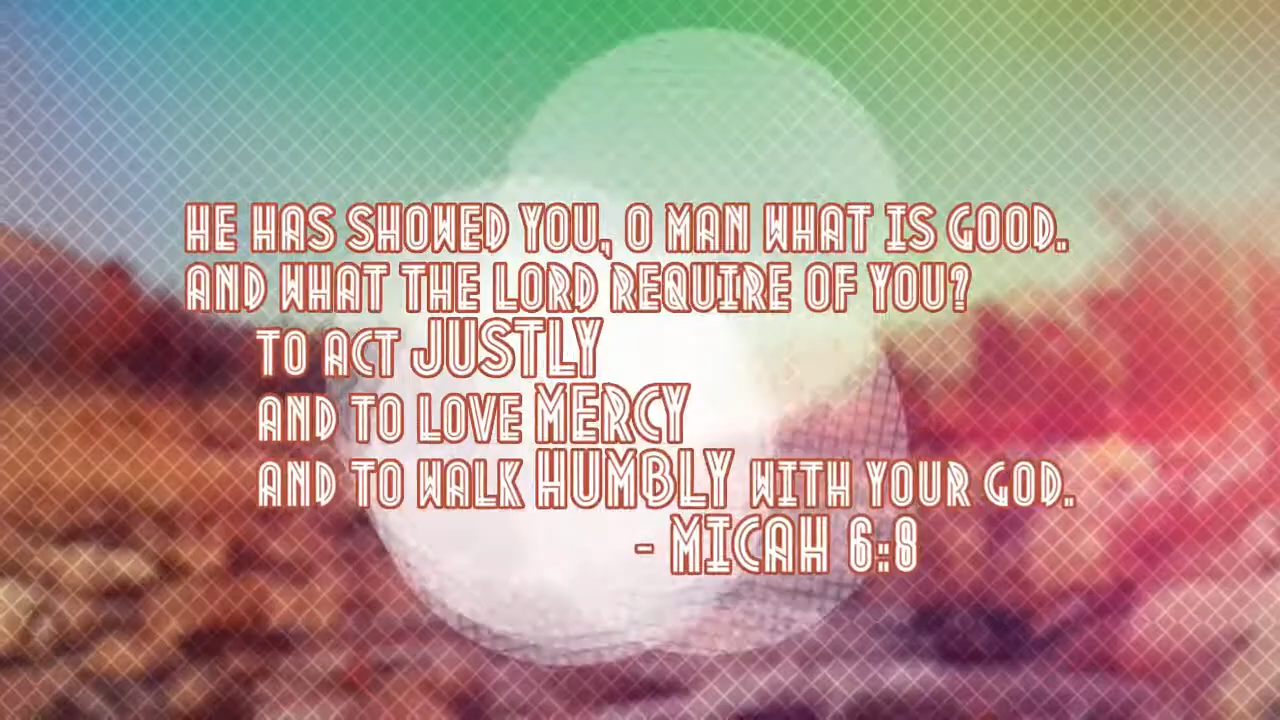 HE HAS SHOWED YOU, O MAN WHAT IS GOOD.
AND WHAT THE LORD REQUIRE OF YOU?
TO ACT JUSTLY
AND TO LOVE MERCY
AND TO WALK HUMBLY WITH YOUR GOD.
- MICAH 6:8